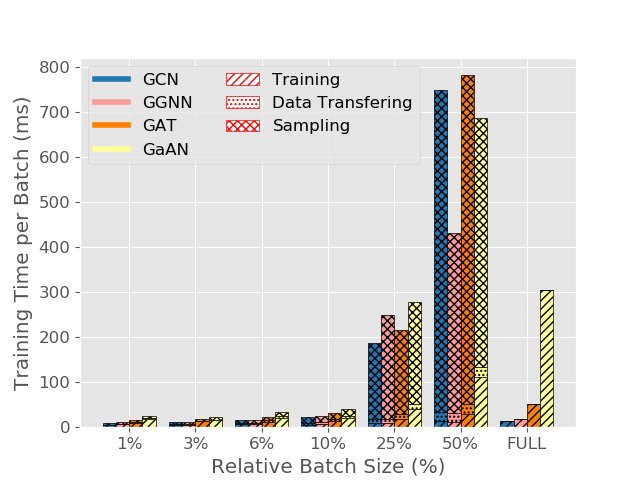 800
700
600
500
400
300
200
100
0
Training Time per Batch (ms)
GCN
GGNN
GAT
GaAN
Training
Data Transfering
Sampling
1% 3% 6% 10% 25% 50% FULL
Relative Batch Size (%)